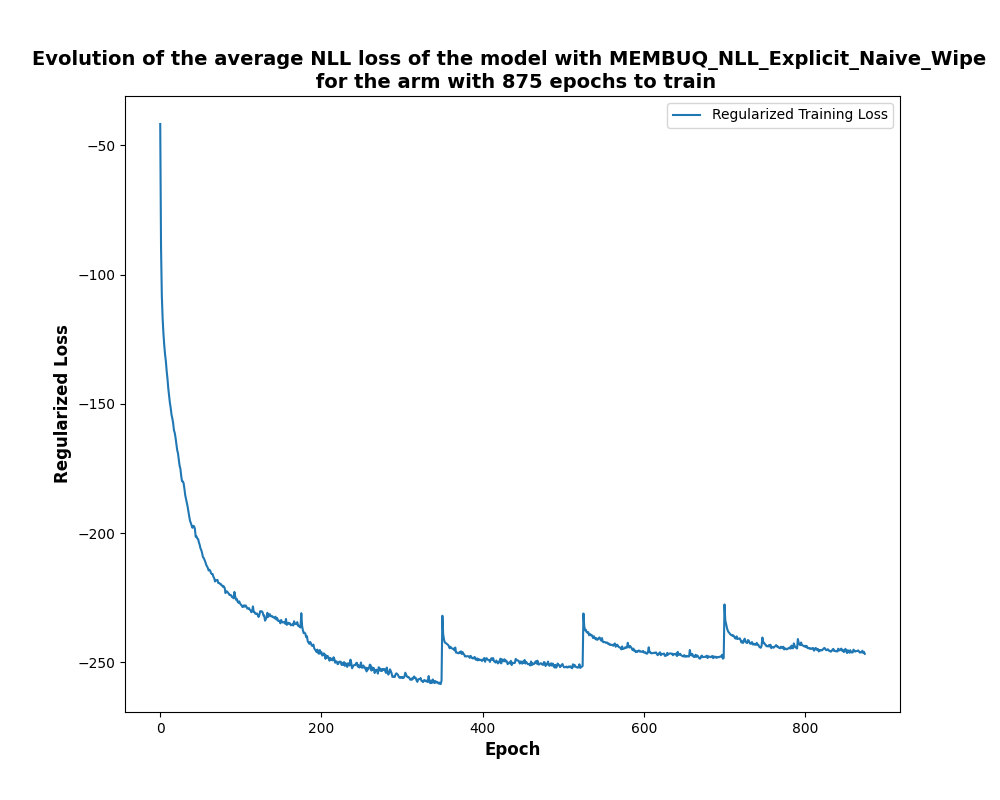 Evolution of the average NLL loss of the model with MEMBUQ_NLL_Explicit_Naive_Wipe
for the arm with 875 epochs to train
Regularized Training Loss
Regularized Loss
−50
−100
−150
−200
−250
0
200
400
600
800
Epoch